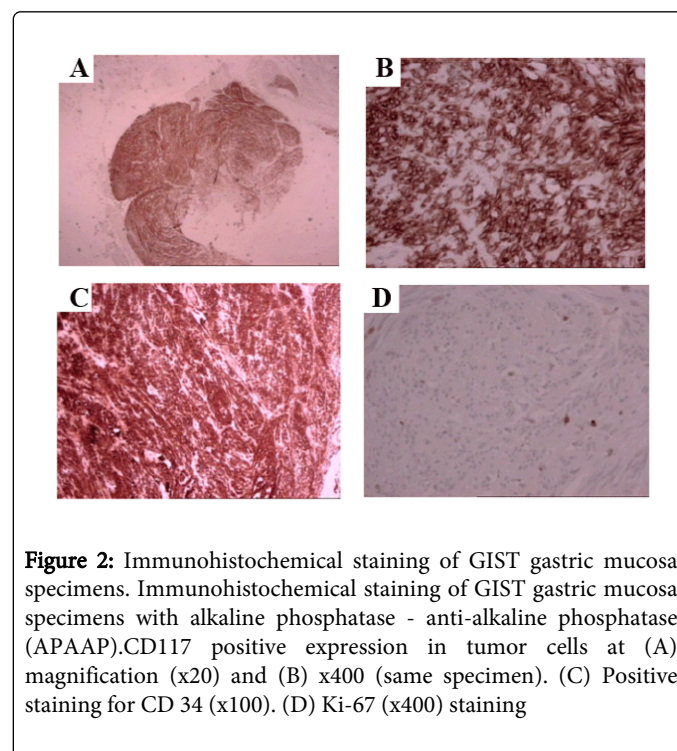 A
B
C
D
Figure 2: Immunohistochemical staining of GIST gastric mucosa
specimens. Immunohistochemical staining of GIST gastric mucosa
specimens with alkaline phosphatase - anti-alkaline phosphatase
(APAAP).CD117 positive expression in tumor cells at (A)
magnification (x20) and (B) x400 (same specimen). (C) Positive
staining for CD 34 (x100). (D) Ki-67 (x400) staining